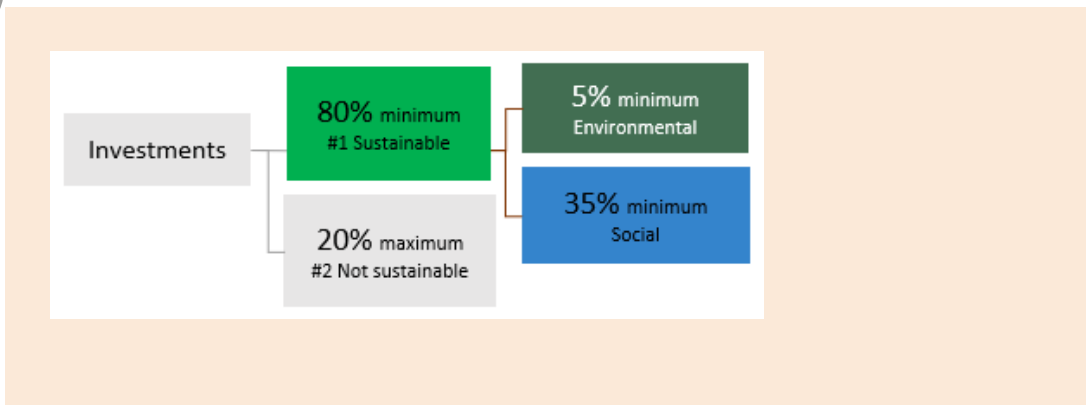 Investments
80% minimum
#1 Sustainable
20% maximum
#2 Not sustainable
5% minimum
Environmental
35% minimum
Social